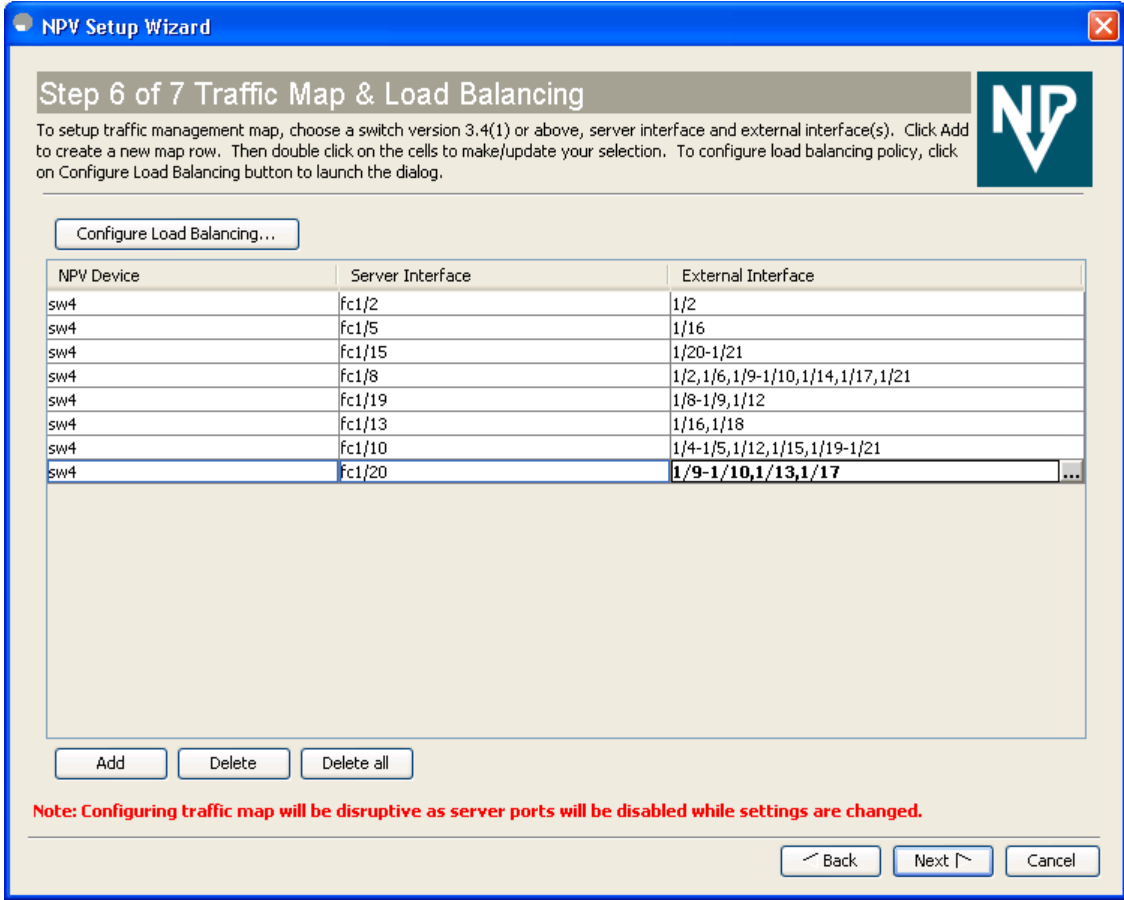 NPV Setup Wizard
Step 6 of 7 Traffic Map & Load Balancing
To setup traffic management map, choose a switch version 3.4(1) or above, server interface and external interface(s). Click Add
to create a new map row. Then double click on the cells to make/update your selection. To configure load balancing policy, click
on Configure Load Balancing button to launch the dialog.
NPV
Configure Load Balancing...
NPV Device Server Interface External Interface
sw4 fc1/2 1/2
sw4 fc1/5 1/16
sw4 fc1/15 1/20-1/21
sw4 fc1/8 1/2,1/6,1/9-1/10,1/14,1/17,1/21
sw4 fc1/19 1/8-1/9,1/12
sw4 fc1/13 1/16,1/18
sw4 fc1/10 1/4-1/5,1/12,1/15,1/19-1/21
sw4 fc1/20 1/9-1/10,1/13,1/17 ...
Add Delete Delete all
Note: Configuring traffic map will be disruptive as server ports will be disabled while settings are changed.
Back Next Cancel